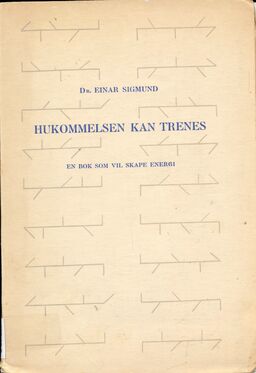 Dr. EINAR SIGMUND
HUKOMMELSEN KAN TRENES
EN BOK SOM VIL SKAPE ENERGI